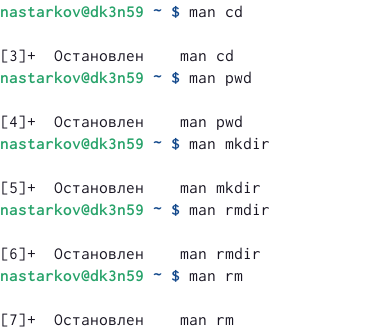 nastarkov@dk3n59 ~ $ man cd
[3]+  Остановлен    man cd
nastarkov@dk3n59 ~ $ man pwd
[4]+  Остановлен    man pwd
nastarkov@dk3n59 ~ $ man mkdir
[5]+  Остановлен    man mkdir
nastarkov@dk3n59 ~ $ man rmdir
[6]+  Остановлен    man rmdir
nastarkov@dk3n59 ~ $ man rm
[7]+  Остановлен    man rm